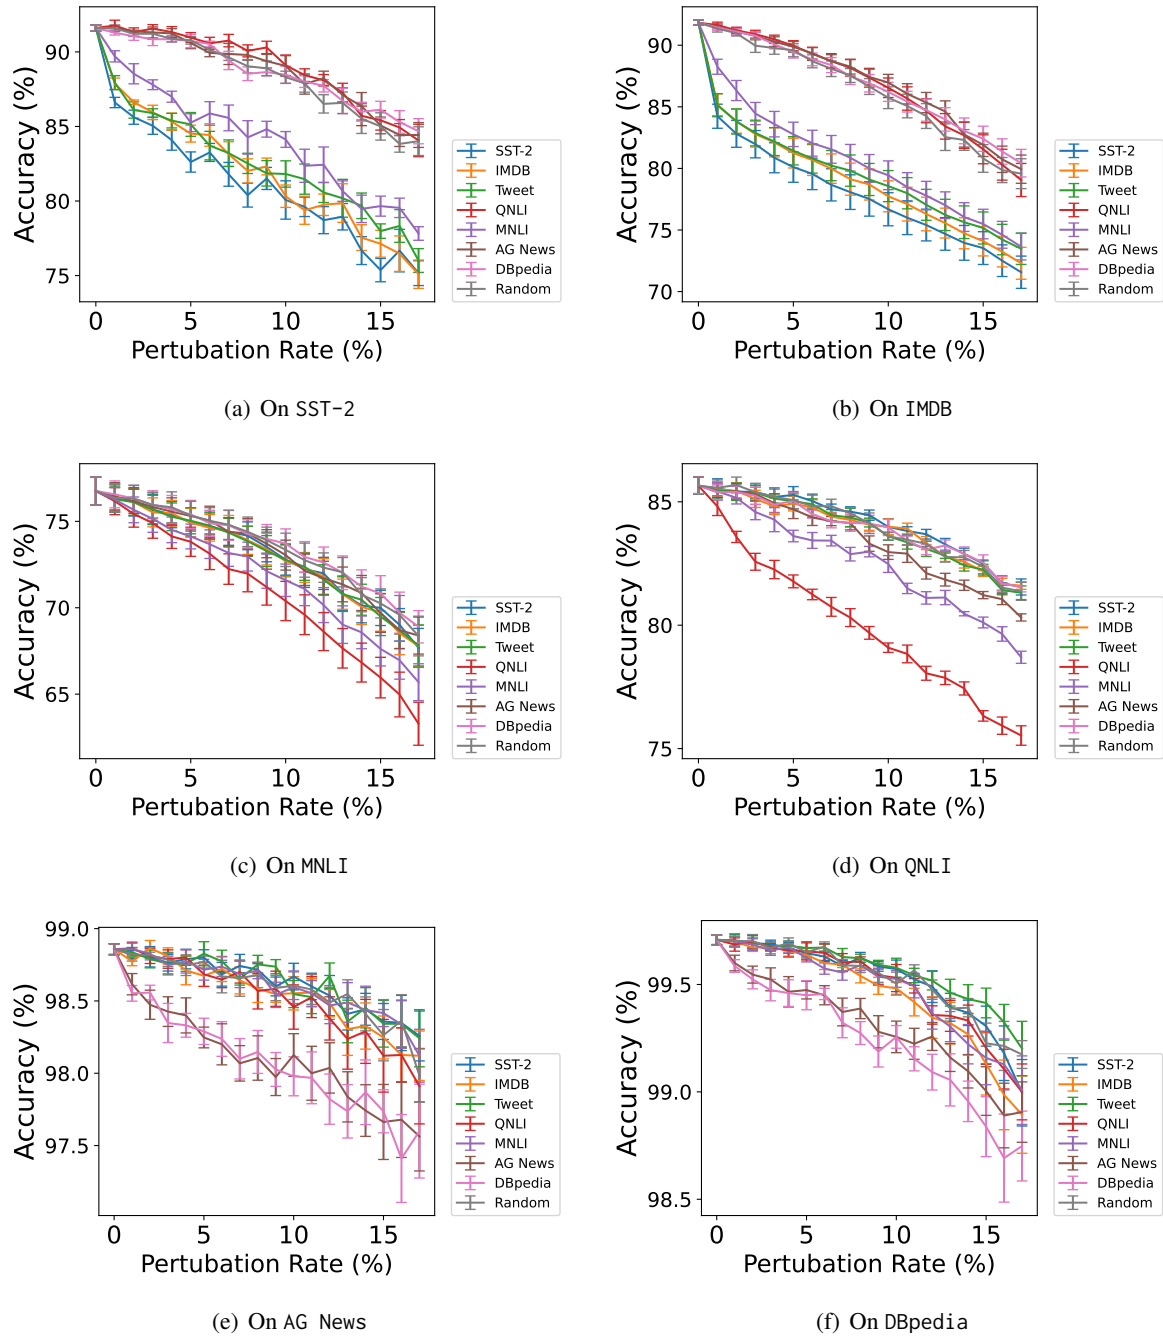 90
85
80
75
Accuracy (%)
0 5 10 15
Pertubation Rate (%)
SST-2
IMDB
Tweet
QNLI
MNLI
AG News
DBpedia
Random
(a) On SST-2
90
85
80
75
70
Accuracy (%)
0 5 10 15
Pertubation Rate (%)
SST-2
IMDB
Tweet
QNLI
MNLI
AG News
DBpedia
Random
(b) On IMDB
75
70
65
Accuracy (%)
0 5 10 15
Pertubation Rate (%)
SST-2
IMDB
Tweet
QNLI
MNLI
AG News
DBpedia
Random
(c) On MNLI
85
80
75
Accuracy (%)
0 5 10 15
Pertubation Rate (%)
SST-2
IMDB
Tweet
QNLI
MNLI
AG News
DBpedia
Random
(d) On QNLI
99.0
98.5
98.0
97.5
Accuracy (%)
0 5 10 15
Pertubation Rate (%)
SST-2
IMDB
Tweet
QNLI
MNLI
AG News
DBpedia
Random
(e) On AG News
99.5
99.0
98.5
Accuracy (%)
0 5 10 15
Pertubation Rate (%)
SST-2
IMDB
Tweet
QNLI
MNLI
AG News
DBpedia
Random
(f) On DBpedia